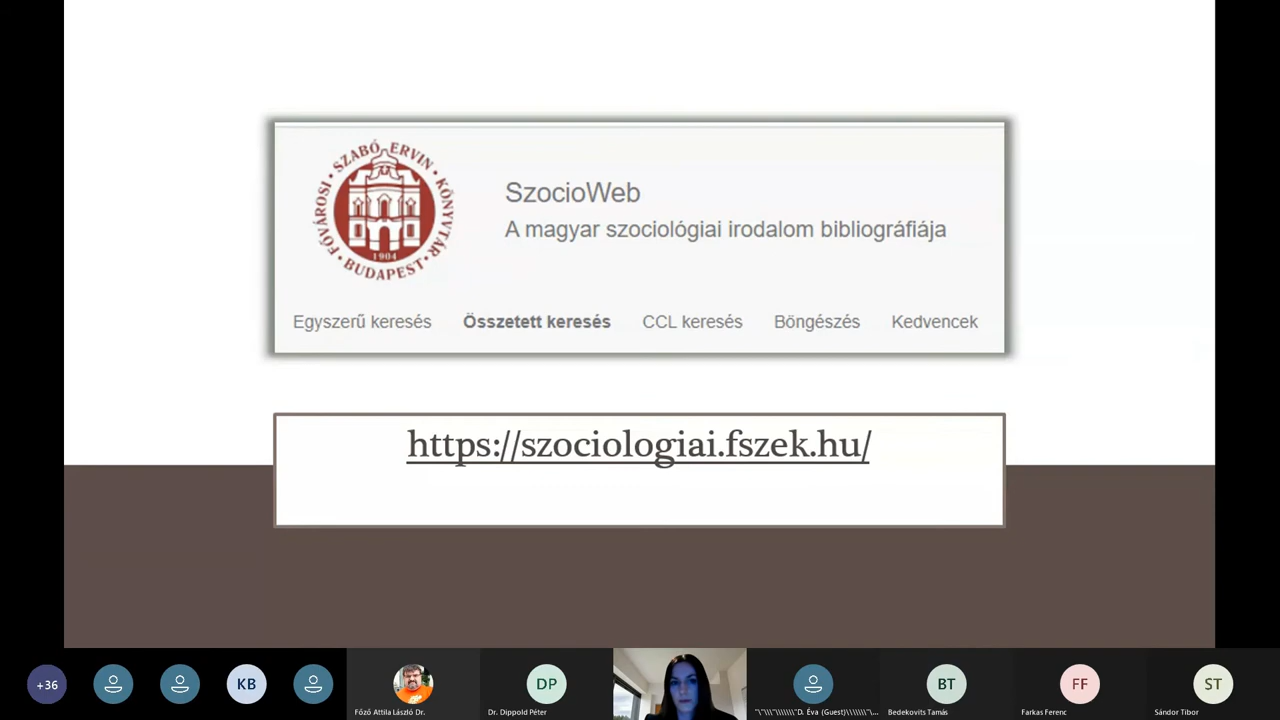 FŐVÁROSI • SZABÓ ERVIN KÖNYVTÁR • BUDAPEST •
1904
SzocioWeb
A magyar szociológiai irodalom bibliográfiája
Egyszerű keresés Összetett keresés CCL keresés Böngészés Kedvencek
https://szociologiai.fszek.hu/
+36 KB DP BT FF ST
Főző Attila László Dr. Dr. Dippold Péter "\"\\"\\\\\\\"D. Éva (Guest)\\\\\\\"\... Bedekovits Tamás Farkas Ferenc Sándor Tibor